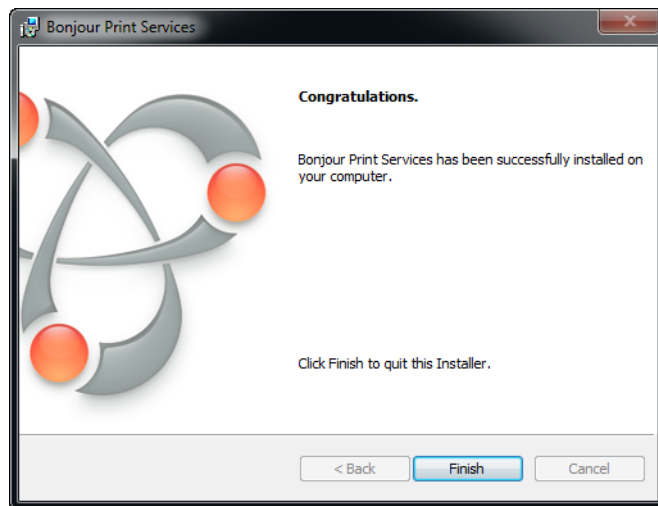 Bonjour Print Services
Congratulations.
Bonjour Print Services has been successfully installed on
your computer.
Click Finish to quit this Installer.
< Back
Finish
Cancel